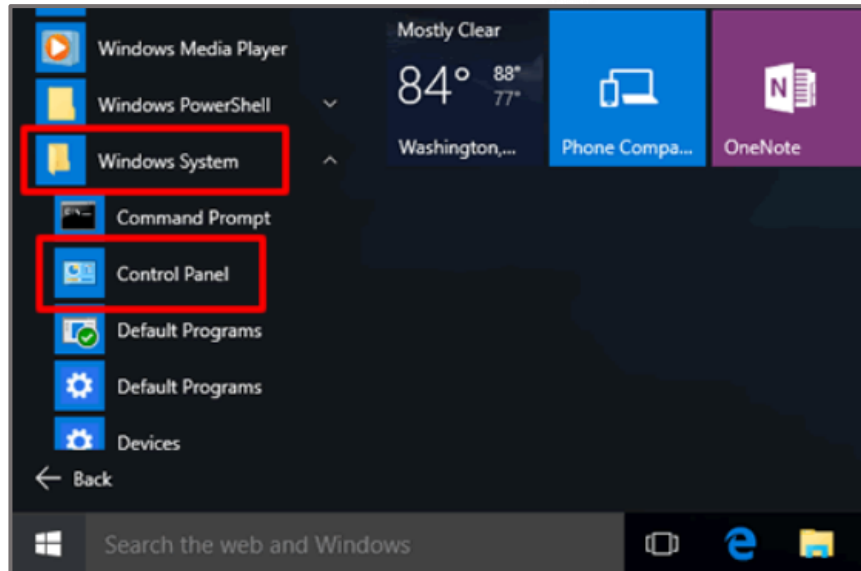 Windows Media Player
Windows PowerShell
Windows System
Command Prompt
Control Panel
Default Programs
Default Programs
Devices
Back
Mostly Clear
84° 88°
77°
Washington,...
Phone Compa...
OneNote
Search the web and Windows